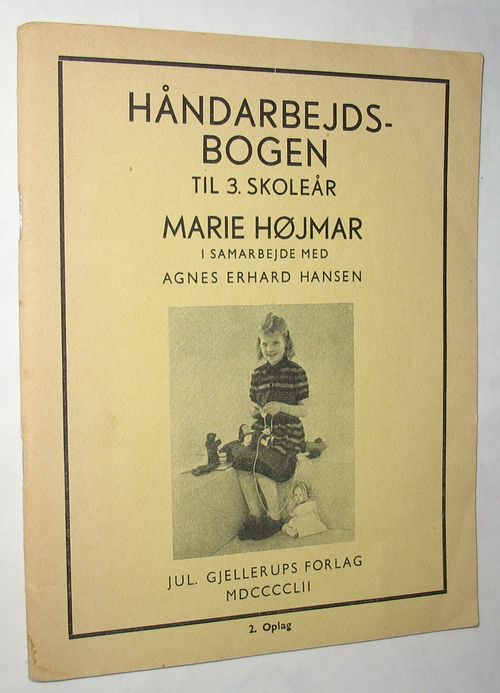 HÅNDARBEJDS-
BOGEN
TIL 3. SKOLEÅR
MARIE HØJMAR
I SAMARBEJDE MED
AGNES ERHARD HANSEN
JUL. GJELLERUPS FORLAG
MDCCCCLII
2. Oplag